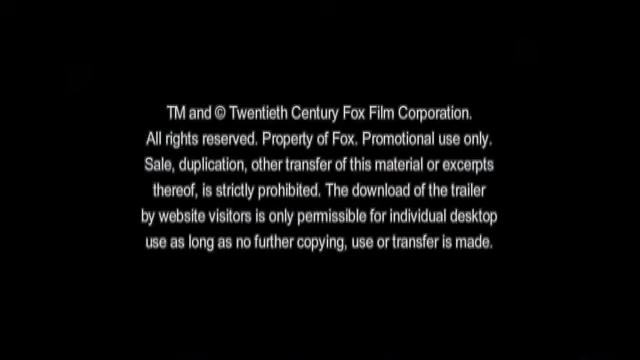 TM and © Twentieth Century Fox Film Corporation.
All rights reserved. Property of Fox. Promotional use only.
Sale, duplication, other transfer of this material or excerpts
thereof, is strictly prohibited. The download of the trailer
by website visitors is only permissible for individual desktop
use as long as no further copying, use or transfer is made.